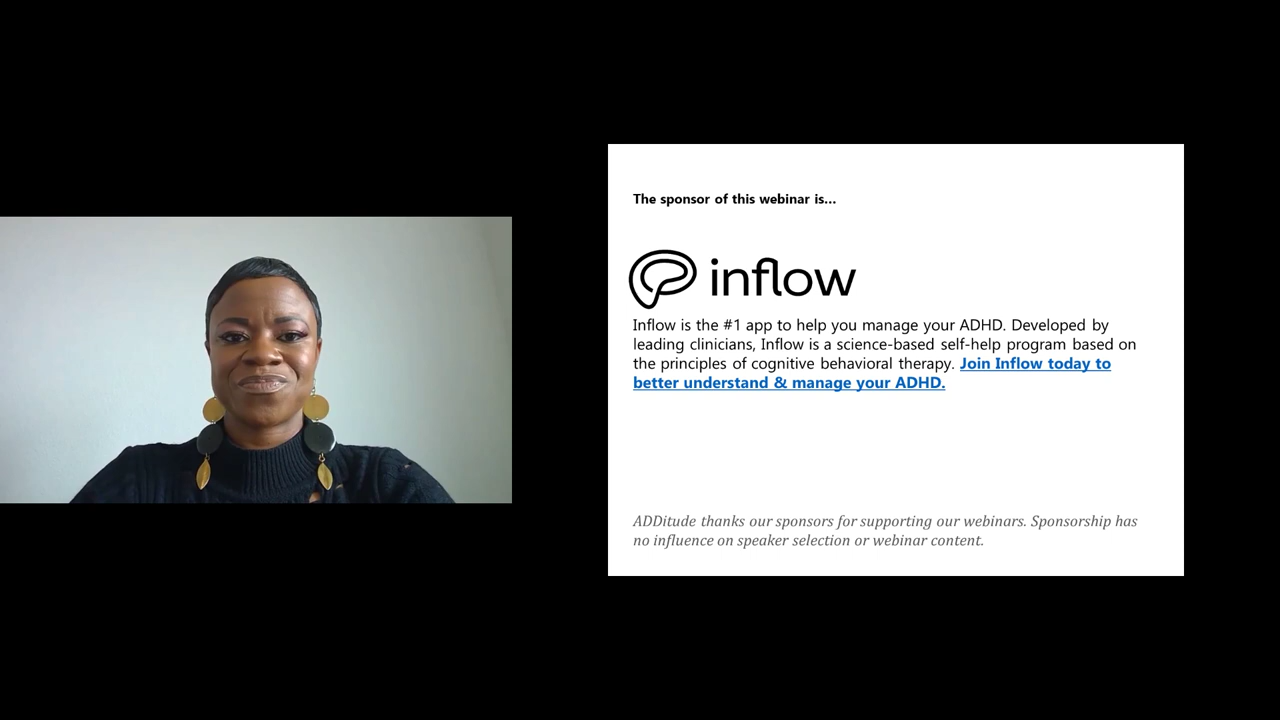 The sponsor of this webinar is...
inflow
Inflow is the #1 app to help you manage your ADHD. Developed by
leading clinicians, Inflow is a science-based self-help program based on
the principles of cognitive behavioral therapy. Join Inflow today to
better understand & manage your ADHD.
ADDitude thanks our sponsors for supporting our webinars. Sponsorship has
no influence on speaker selection or webinar content.